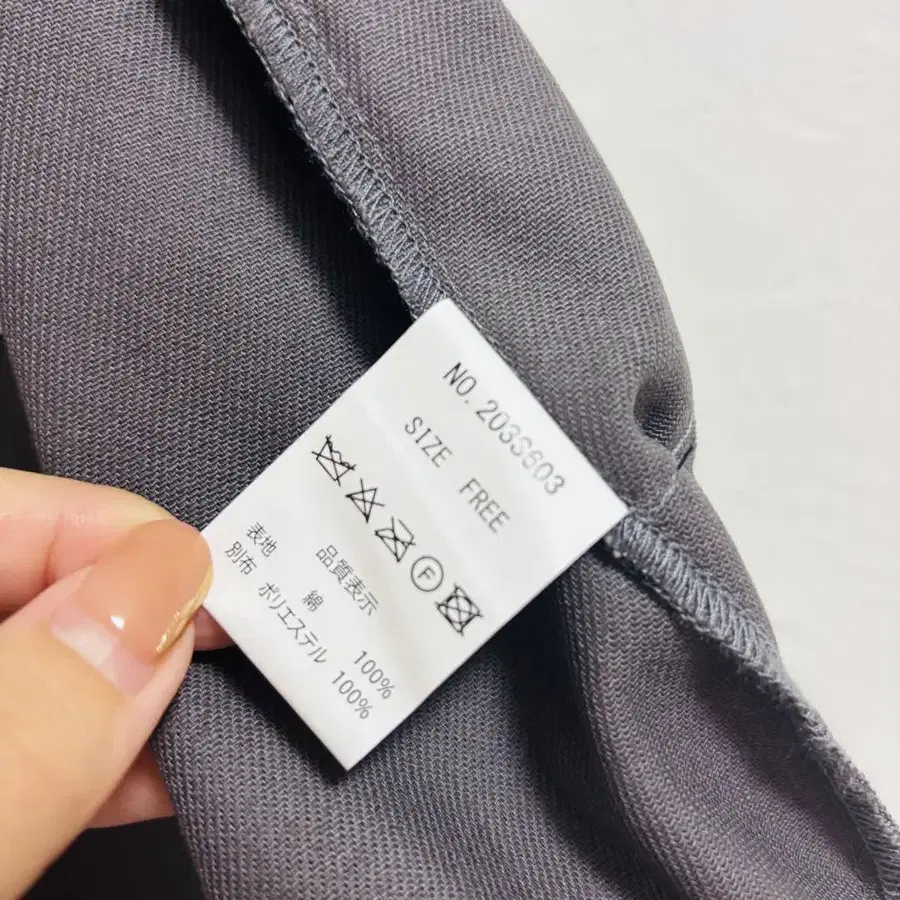 NO. 203S603
SIZE FREE
F
品質表示
表地 綿 100%
別布 ポリエステル 100%